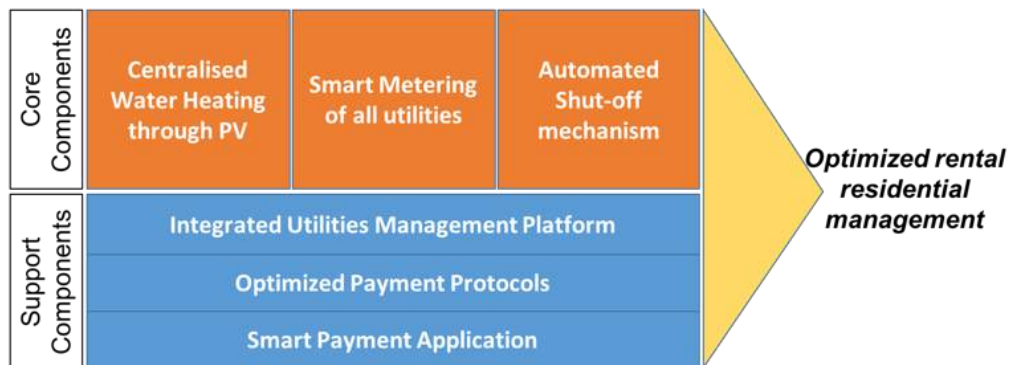 Core
Components
Centralised
Water Heating
through PV
Smart Metering
of all utilities
Automated
Shut-off
mechanism
Support
Components
Integrated Utilities Management Platform
Optimized Payment Protocols
Smart Payment Application
Optimized rental
residential
management